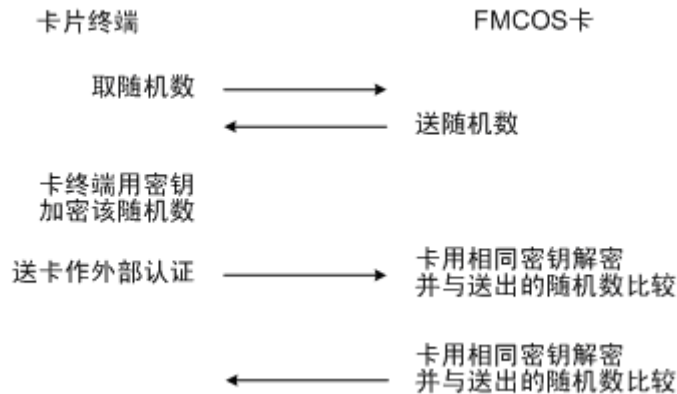 卡片终端 FMCOS卡
取随机数
送随机数
卡终端用密钥
加密该随机数
送卡作外部认证
卡用相同密钥解密
并与送出的随机数比较
卡用相同密钥解密
并与送出的随机数比较